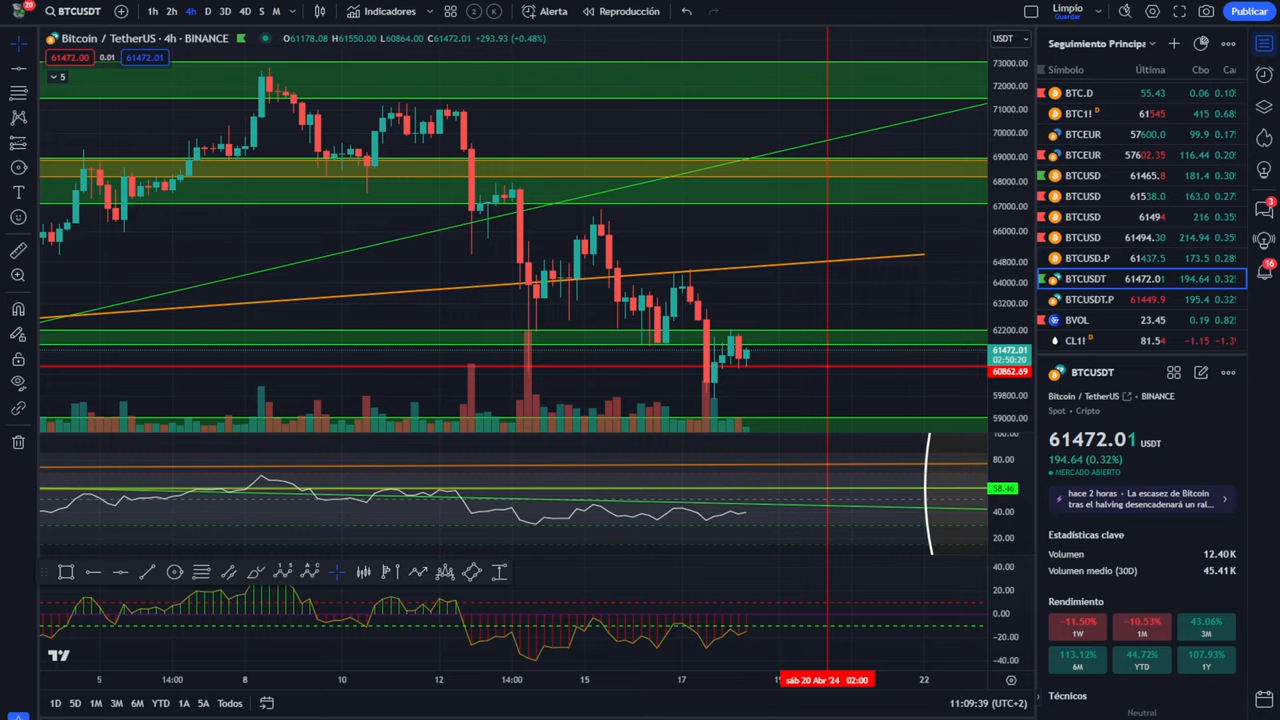 20
BTCUSDT
1h 2h 4h D 3D 4D S M
Indicadores
2
K
Alerta
Reproducción
Limpio
Guardar
Publicar
Bitcoin / TetherUS · 4h · BINANCE
O61178.08 H61550.00 L60864.00 C61472.01 +293.93 (+0.48%)
61472.00 0.01 61472.01
5
USDT
73000.00
72000.00
71000.00
70000.00
69000.00
68000.00
67000.00
66000.00
64800.00
64000.00
63200.00
62200.00
61472.01
02:50:20
60862.69
59800.00
59000.00
100.00
80.00
58.46
40.00
20.00
40.00
20.00
0.00
−20.00
−40.00
5 14:00 8 10 12 14:00 15 17 sáb 20 Abr '24 02:00 22
1D 5D 1M 3M 6M YTD 1A 5A Todos
11:09:39 (UTC+2)
Seguimiento Principa
Símbolo Última Cbo
BTC.D 55.43 0.06
BTC1! D 61545 415
BTCEUR 57600.0 99.9
BTCEUR 57602.35 116.44
BTCUSD 61465.8 181.4
BTCUSD 61538.0 163.0
BTCUSD 61494 216
BTCUSD 61494.30 214.94
BTCUSD.P 61437.5 173.5
BTCUSDT 61472.01 194.64
BTCUSDT.P 61449.9 195.4
BVOL 23.45 0.19
CL1! D 81.54 −1.15
3
16
BTCUSDT
Bitcoin / TetherUS BINANCE
Spot • Cripto
61472.01 USDT
194.64 (0.32%)
MERCADO ABIERTO
hace 2 horas • La escasez de Bitcoin
tras el halving desencadenará un ral...
Estadísticas clave
Volumen 12.40K
Volumen medio (30D) 45.41K
Rendimiento
−11.50% −10.53% 43.06%
1W 1M 3M
113.12% 44.72% 107.93%
6M YTD 1Y
Técnicos
Neutral